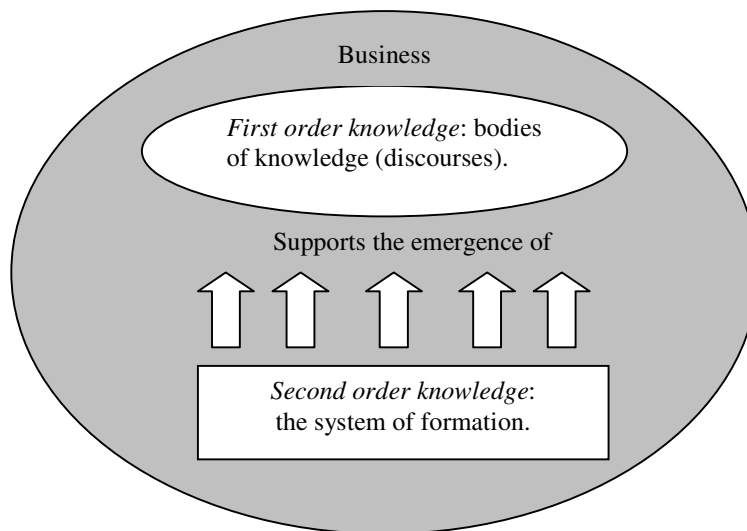 Business
First order knowledge: bodies
of knowledge (discourses).
Supports the emergence of
Second order knowledge:
the system of formation.